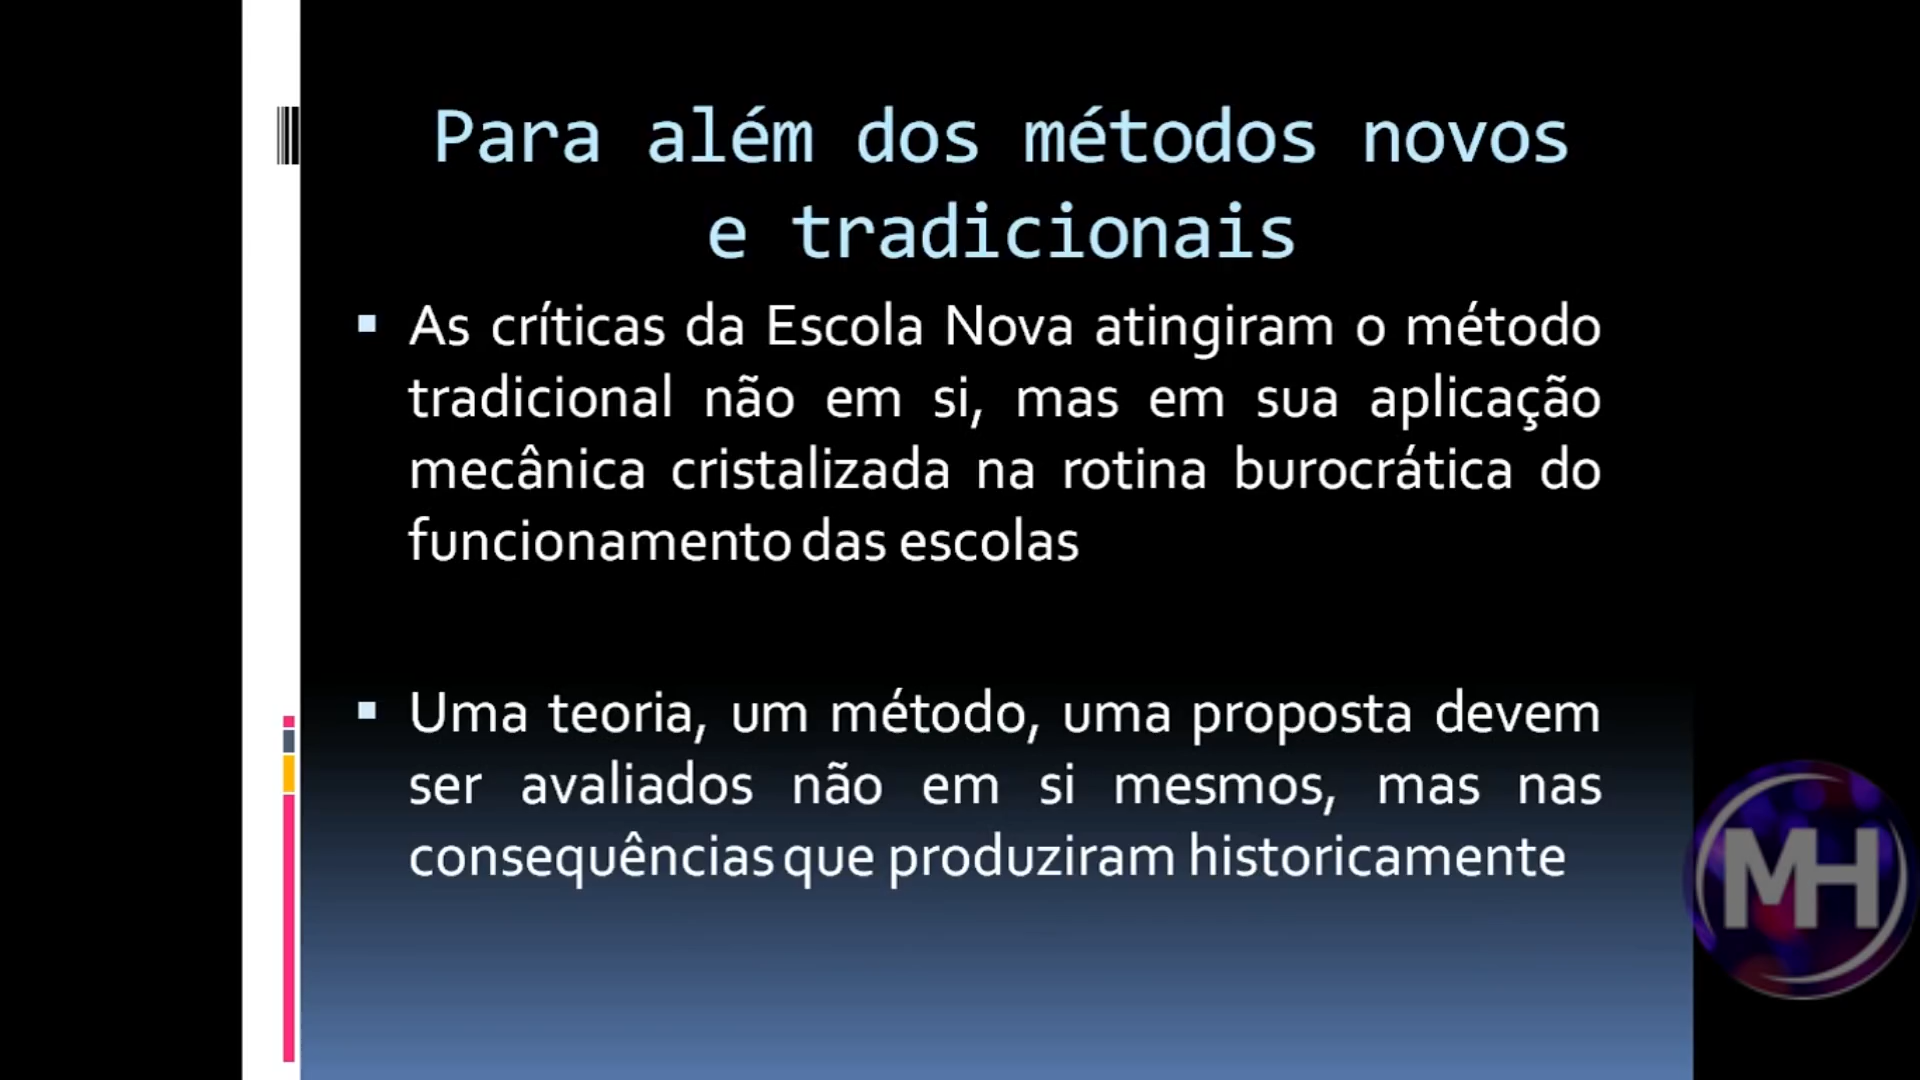 Para além dos métodos novos
e tradicionais
▪ As críticas da Escola Nova atingiram o método
tradicional não em si, mas em sua aplicação
mecânica cristalizada na rotina burocrática do
funcionamento das escolas
▪ Uma teoria, um método, uma proposta devem
ser avaliados não em si mesmos, mas nas
consequências que produziram historicamente
MH